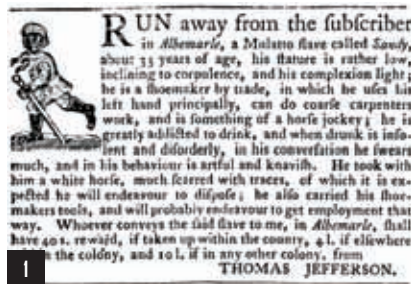 RUN away from the ſubſcriber
in Albemarle, a Mulatto ſlave called Sandy,
about 35 years of age, his ſtature is rather low,
inclining to corpulence, and his complexion light;
he is a ſhoemaker by trade, in which he uſes his
left hand principally, can do coarſe carpenters
work, and is ſomething of a horſe jockey; he is
greatly addicted to drink, and when drunk is inſo-
lent and diſorderly, in his converſation he ſwears
much, and in his behaviour is artful and knaviſh. He took with
him a white horſe, much ſcarred with traces, of which it is ex-
pected he will endeavour to diſpoſe; he alſo carried his ſhoe-
makers tools, and will probably endeavour to get employment that
way. Whoever conveys the ſaid ſlave to me, in Albemarle, ſhall
have 40 s. reward, if taken up within the county, 4 l. if elſewhere
the colony, and 10 l. if in any other colony, from
THOMAS JEFFERSON.
1